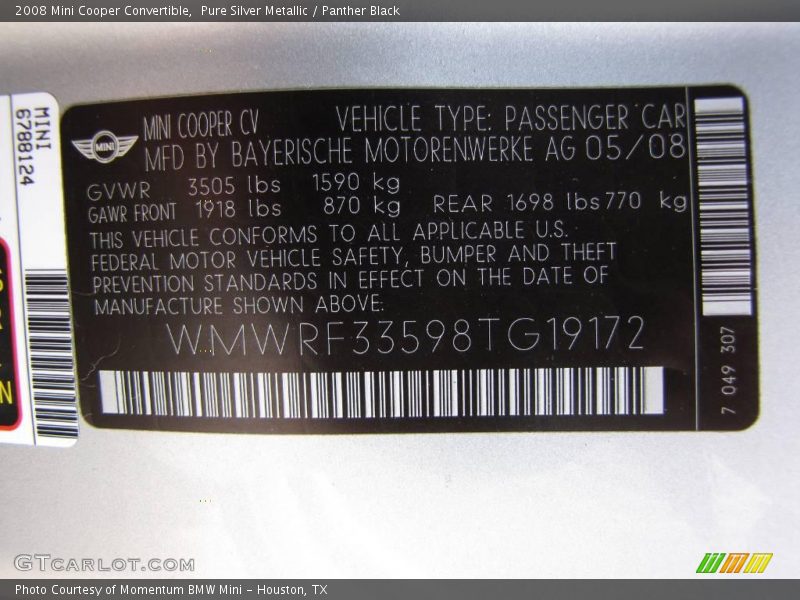 2008 Mini Cooper Convertible,  Pure Silver Metallic / Panther Black
MINI
6788124
MINI
MINI COOPER CV VEHICLE TYPE: PASSENGER CAR
MFD BY BAYERISCHE MOTORENWERKE AG 05/08
GVWR 3505 lbs 1590 kg
GAWR FRONT 1918 lbs 870 kg REAR 1698 lbs 770 kg
THIS VEHICLE CONFORMS TO ALL APPLICABLE U.S.
FEDERAL MOTOR VEHICLE SAFETY, BUMPER AND THEFT
PREVENTION STANDARDS IN EFFECT ON THE DATE OF
MANUFACTURE SHOWN ABOVE:
WMWRF33598TG19172
7 049 307
GTCARLOT.COM
Photo Courtesy of Momentum BMW Mini – Houston, TX